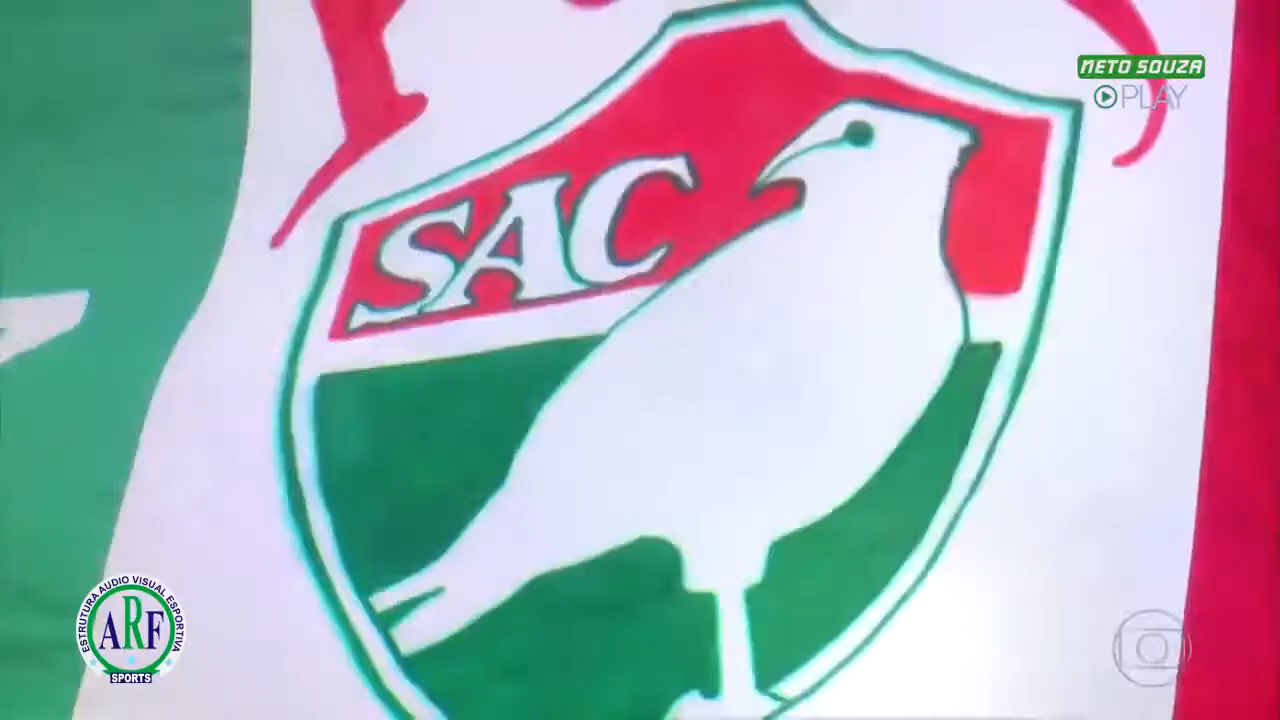 NETO SOUZA
PLAY
SAC
ESTRUTURA AUDIO VISUAL ESPORTIVA
ARF
SPORTS